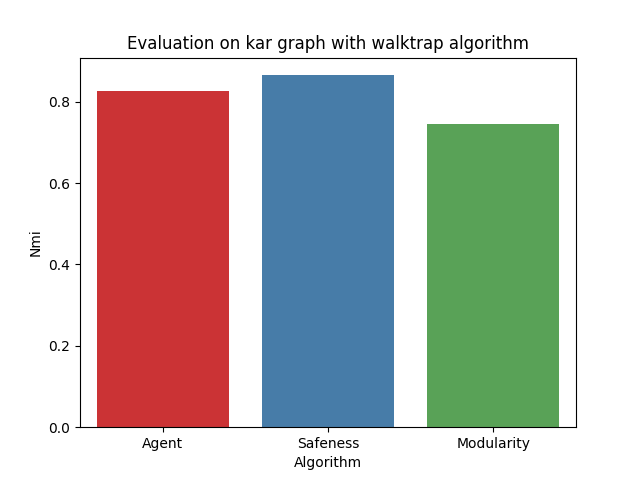 Evaluation on kar graph with walktrap algorithm
0.8
0.6
0.4
0.2
0.0
Nmi
Agent Safeness Modularity
Algorithm